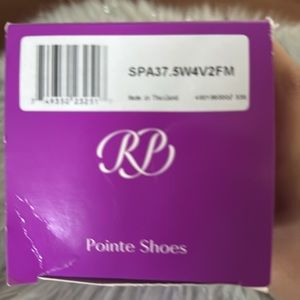 SPA37.5W4V2FM
Made In Thailand
RP
Pointe Shoes